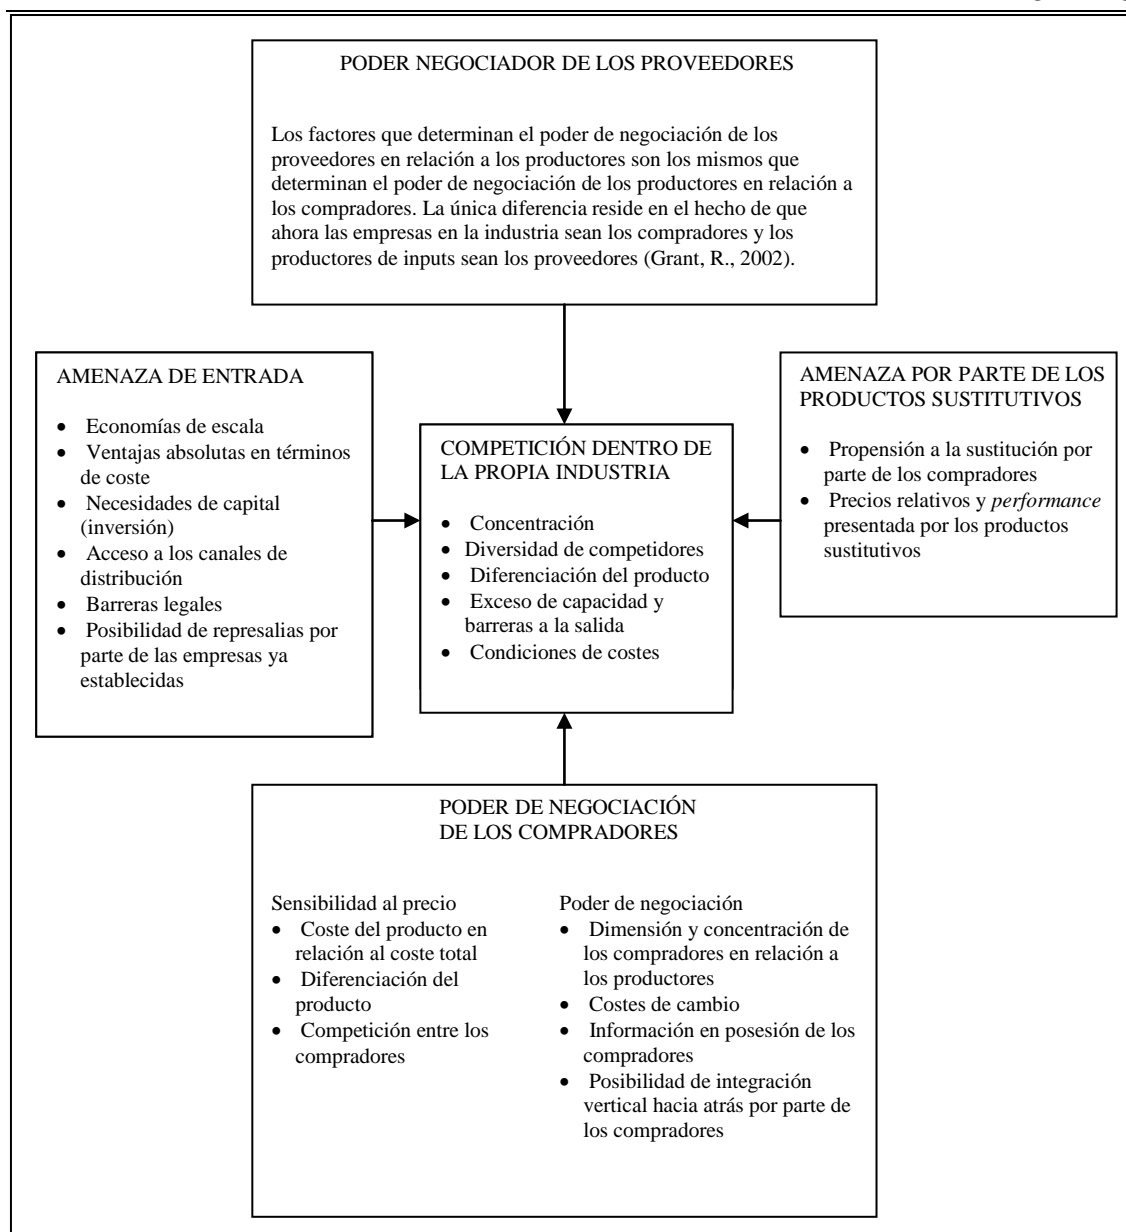 PODER NEGOCIADOR DE LOS PROVEEDORES
Los factores que determinan el poder de negociación de los
proveedores en relación a los productores son los mismos que
determinan el poder de negociación de los productores en relación a
los compradores. La única diferencia reside en el hecho de que
ahora las empresas en la industria sean los compradores y los
productores de inputs sean los proveedores (Grant, R., 2002).
AMENAZA DE ENTRADA
• Economías de escala
• Ventajas absolutas en términos
de coste
• Necesidades de capital
(inversión)
• Acceso a los canales de
distribución
• Barreras legales
• Posibilidad de represalias por
parte de las empresas ya
establecidas
COMPETICIÓN DENTRO DE
LA PROPIA INDUSTRIA
• Concentración
• Diversidad de competidores
• Diferenciación del producto
• Exceso de capacidad y
barreras a la salida
• Condiciones de costes
AMENAZA POR PARTE DE LOS
PRODUCTOS SUSTITUTIVOS
• Propensión a la sustitución por
parte de los compradores
• Precios relativos y performance
presentada por los productos
sustitutivos
PODER DE NEGOCIACIÓN
DE LOS COMPRADORES
Sensibilidad al precio
• Coste del producto en
relación al coste total
• Diferenciación del
producto
• Competición entre los
compradores
Poder de negociación
• Dimensión y concentración de
los compradores en relación a
los productores
• Costes de cambio
• Información en posesión de los
compradores
• Posibilidad de integración
vertical hacia atrás por parte de
los compradores